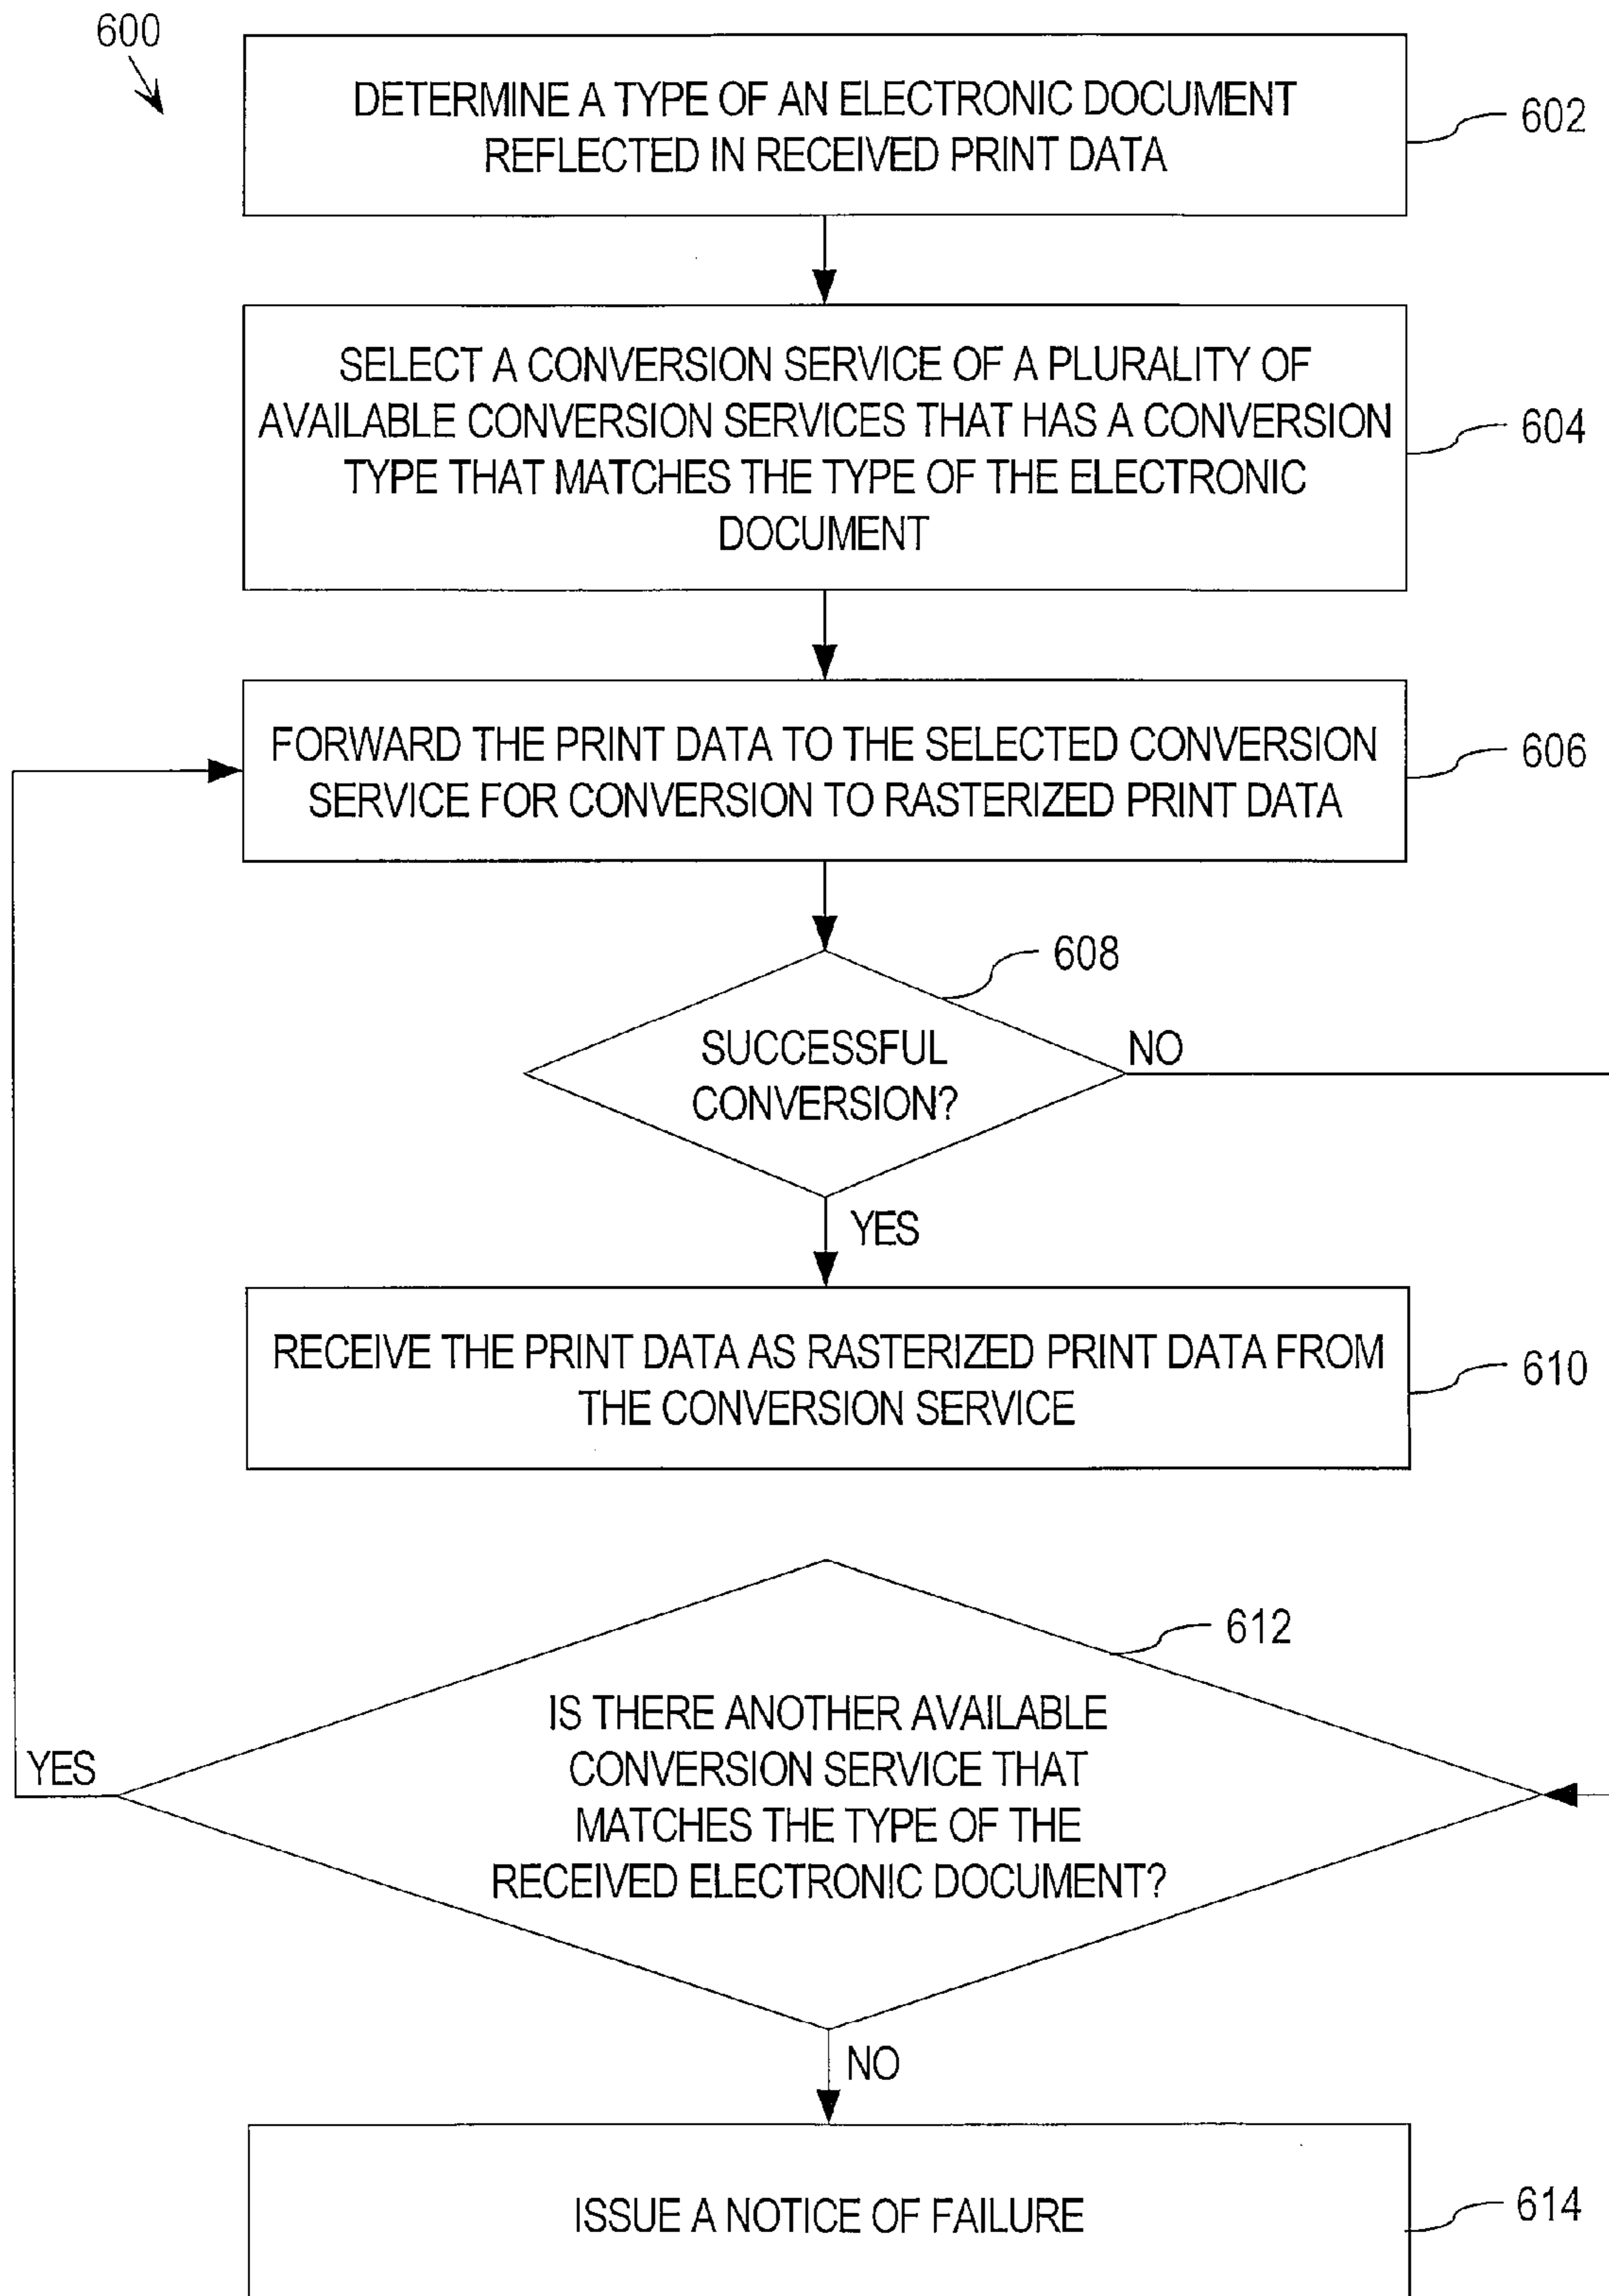 600
DETERMINE A TYPE OF AN ELECTRONIC DOCUMENT
REFLECTED IN RECEIVED PRINT DATA
602
SELECT A CONVERSION SERVICE OF A PLURALITY OF
AVAILABLE CONVERSION SERVICES THAT HAS A CONVERSION
TYPE THAT MATCHES THE TYPE OF THE ELECTRONIC
DOCUMENT
604
FORWARD THE PRINT DATA TO THE SELECTED CONVERSION
SERVICE FOR CONVERSION TO RASTERIZED PRINT DATA
606
608
SUCCESSFUL
CONVERSION?
NO
YES
RECEIVE THE PRINT DATA AS RASTERIZED PRINT DATA FROM
THE CONVERSION SERVICE
610
612
IS THERE ANOTHER AVAILABLE
CONVERSION SERVICE THAT
MATCHES THE TYPE OF THE
RECEIVED ELECTRONIC DOCUMENT?
YES
NO
ISSUE A NOTICE OF FAILURE
614